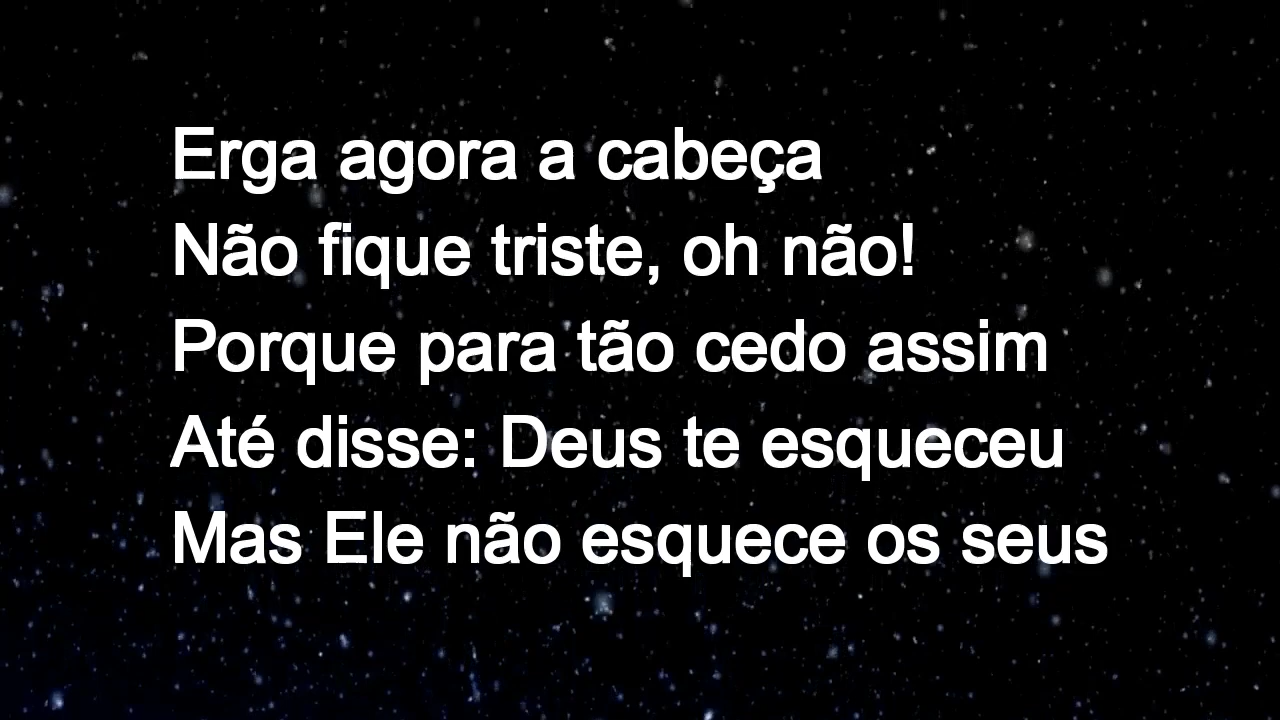 Erga agora a cabeça
Não fique triste, oh não!
Porque para tão cedo assim
Até disse: Deus te esqueceu
Mas Ele não esquece os seus